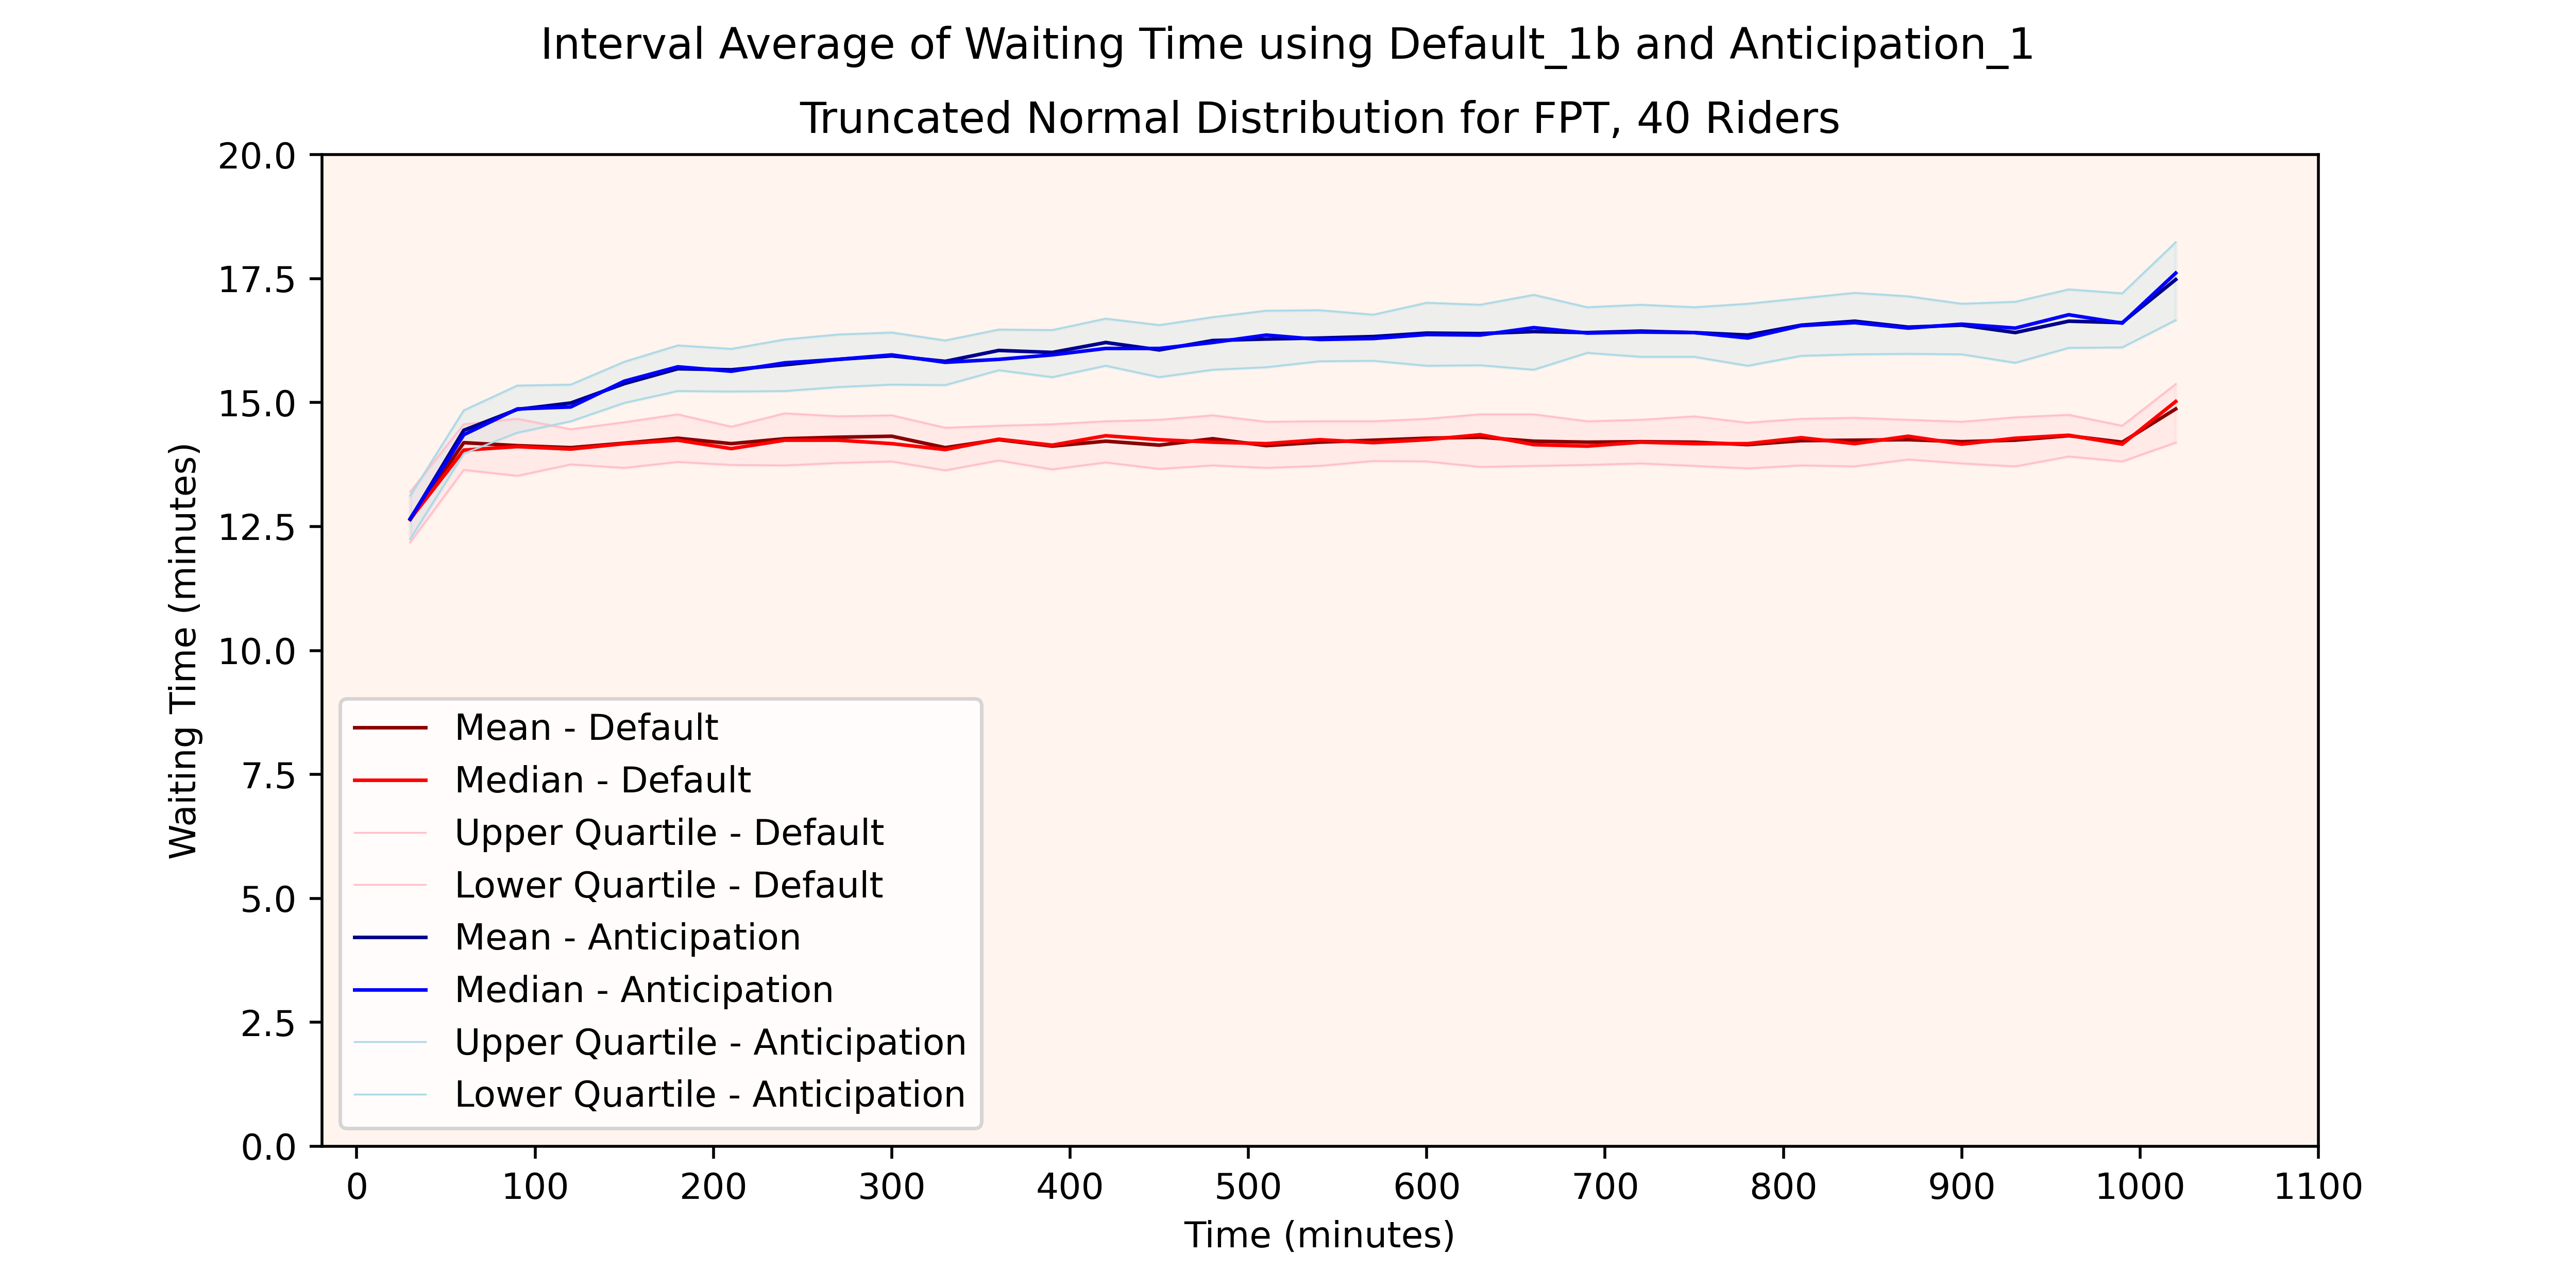 Interval Average of Waiting Time using Default_1b and Anticipation_1
Truncated Normal Distribution for FPT, 40 Riders
20.0
17.5
15.0
12.5
10.0
7.5
5.0
2.5
0.0
Waiting Time (minutes)
Mean - Default
Median - Default
Upper Quartile - Default
Lower Quartile - Default
Mean - Anticipation
Median - Anticipation
Upper Quartile - Anticipation
Lower Quartile - Anticipation
0 100 200 300 400 500 600 700 800 900 1000 1100
Time (minutes)